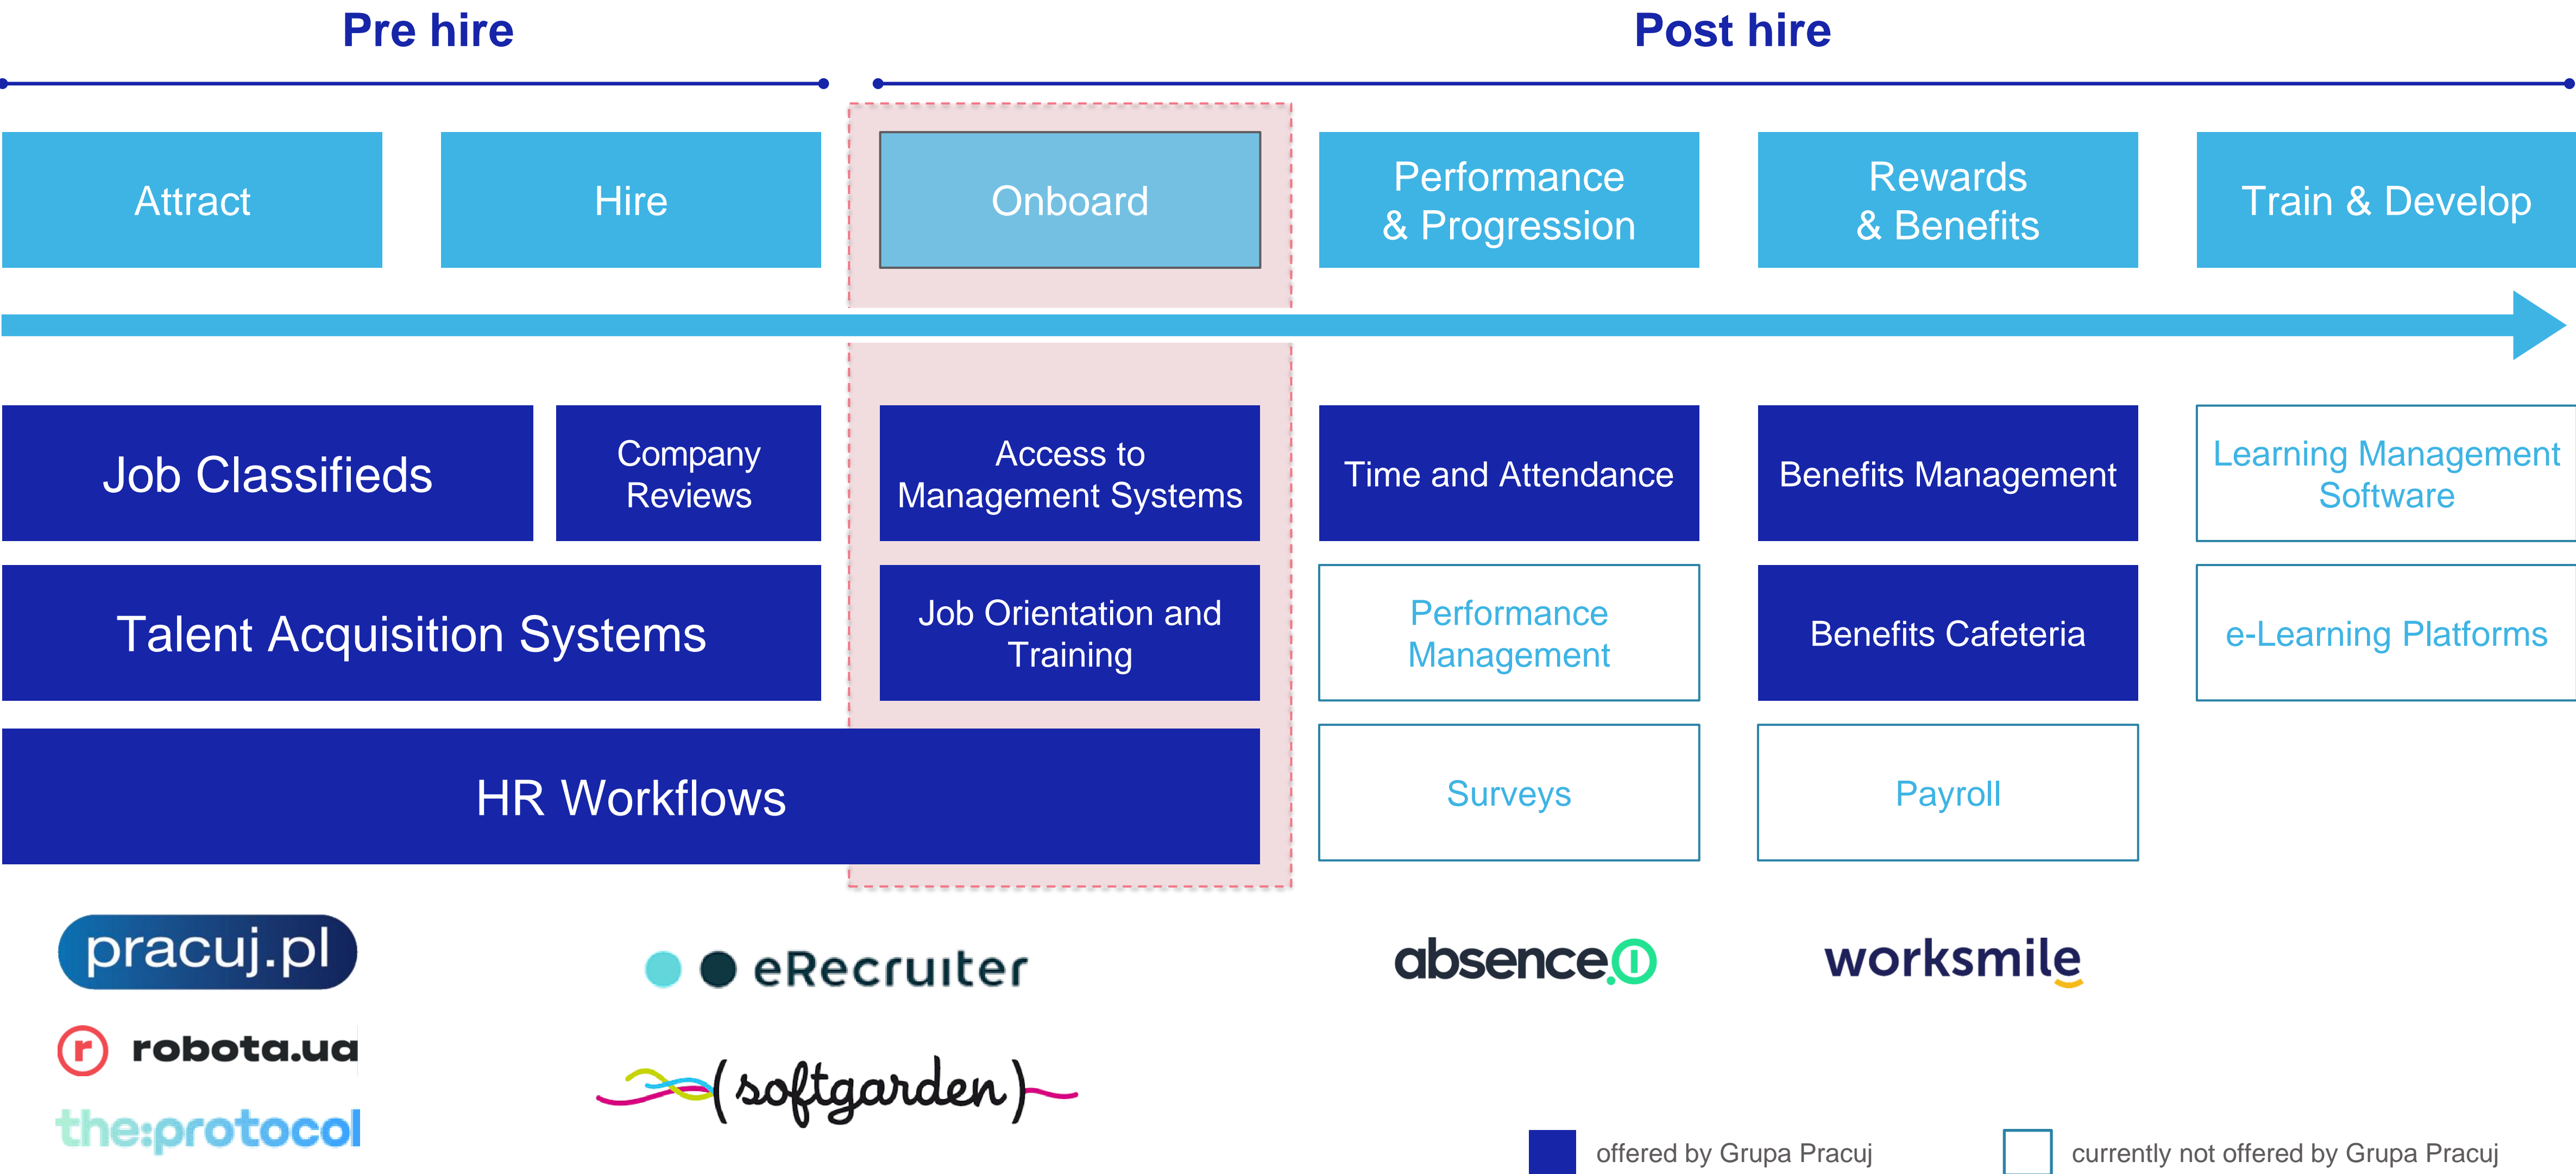 Pre hire
Post hire
Attract
Hire
Onboard
Performance
& Progression
Rewards
& Benefits
Train & Develop
Job Classifieds
Company
Reviews
Access to
Management Systems
Time and Attendance
Benefits Management
Learning Management
Software
Talent Acquisition Systems
Job Orientation and
Training
Performance
Management
Benefits Cafeteria
e-Learning Platforms
HR Workflows
Surveys
Payroll
pracuj.pl
eRecruiter
absence.io
worksmile
r robota.ua
(softgarden)
the:protocol
offered by Grupa Pracuj
currently not offered by Grupa Pracuj